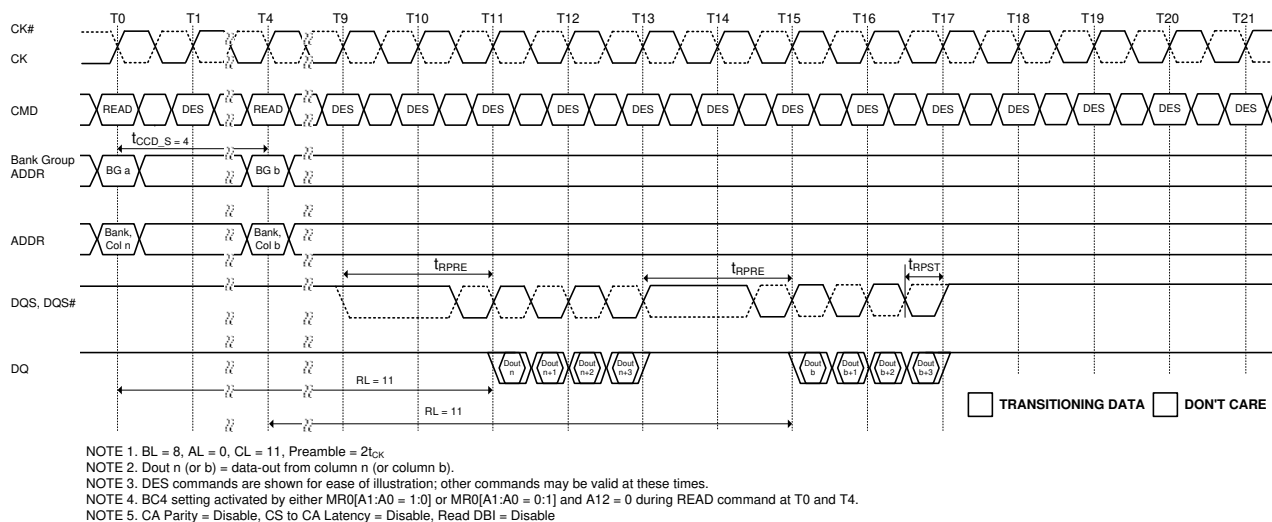 T0 T1 T4 T9 T10 T11 T12 T13 T14 T15 T16 T17 T18 T19 T20 T21
CK#
CK
CMD READ DES READ DES DES DES DES DES DES DES DES DES DES DES DES DES
tCCD_S = 4
Bank Group
ADDR
BG a BG b
ADDR
Bank,
Col n
Bank,
Col b
tRPRE tRPRE tRPST
DQS, DQS#
DQ
Dout
n
Dout
n+1
Dout
n+2
Dout
n+3
Dout
b
Dout
b+1
Dout
b+2
Dout
b+3
RL = 11
RL = 11
TRANSITIONING DATA DON'T CARE
NOTE 1. BL = 8, AL = 0, CL = 11, Preamble = 2tCK
NOTE 2. Dout n (or b) = data-out from column n (or column b).
NOTE 3. DES commands are shown for ease of illustration; other commands may be valid at these times.
NOTE 4. BC4 setting activated by either MR0[A1:A0 = 1:0] or MR0[A1:A0 = 0:1] and A12 = 0 during READ command at T0 and T4.
NOTE 5. CA Parity = Disable, CS to CA Latency = Disable, Read DBI = Disable